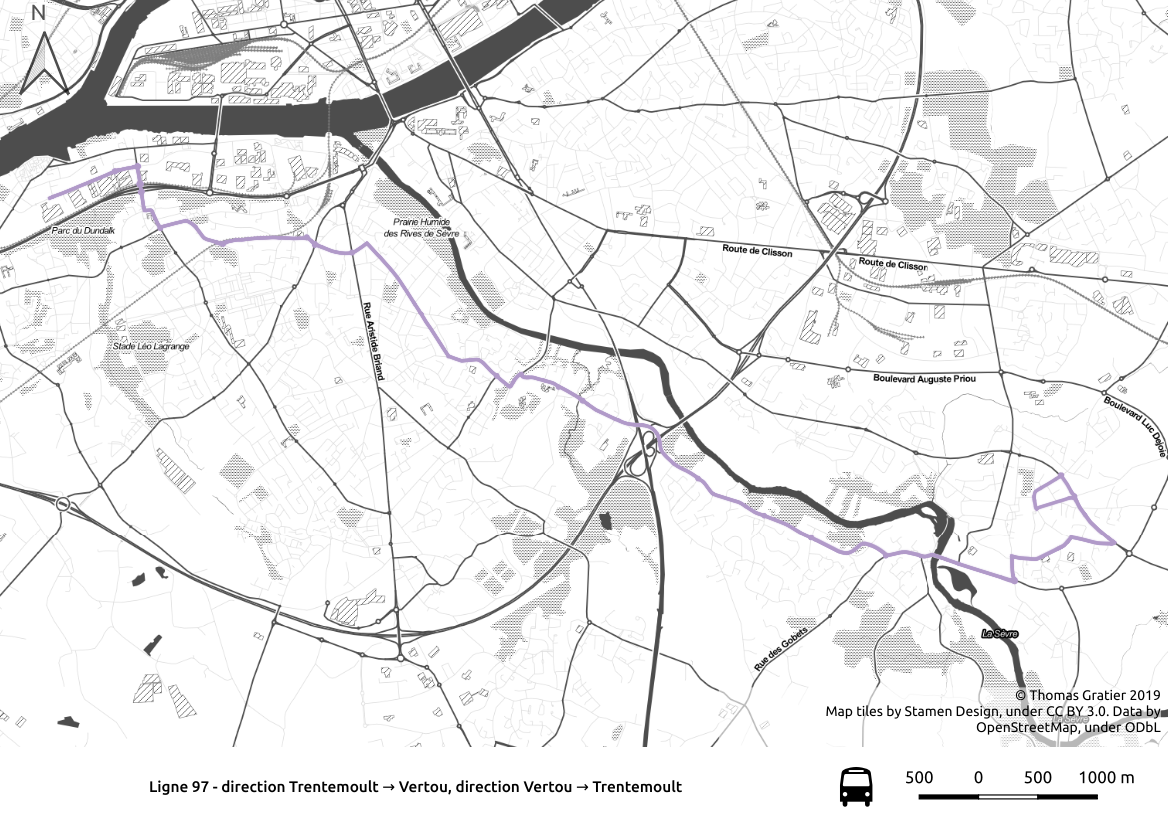 N
Prairie Humide
des Rives de Sèvre
Parc du Dundalk
Route de Clisson
Route de Clisson
Rue Aristide Briand
Stade Léo Lagrange
Boulevard Auguste Priou
Boulevard Luc Dejoie
Rue des Gobets
La Sèvre
La Sèvre
© Thomas Gratier 2019
Map tiles by Stamen Design, under CC BY 3.0. Data by
OpenStreetMap, under ODbL
Ligne 97 - direction Trentemoult → Vertou, direction Vertou → Trentemoult
500 0 500 1000 m